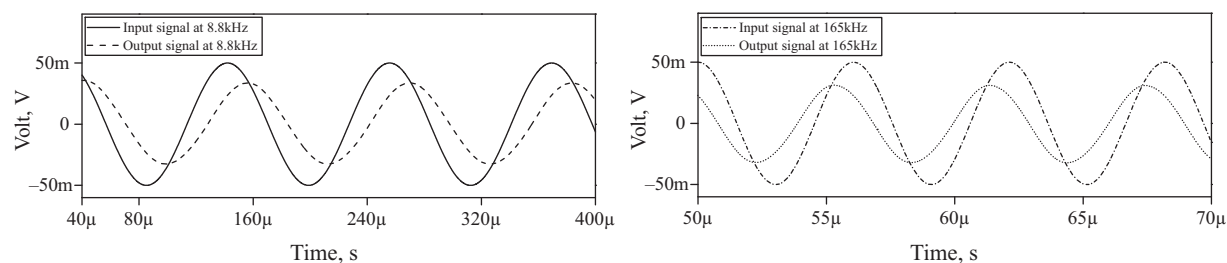 Input signal at 8.8kHz
Output signal at 8.8kHz
50m
0
−50m
Volt, V
40µ
80µ
160µ
240µ
320µ
400µ
Time, s
Input signal at 165kHz
Output signal at 165kHz
50m
0
−50m
Volt, V
50µ
55µ
60µ
65µ
70µ
Time, s